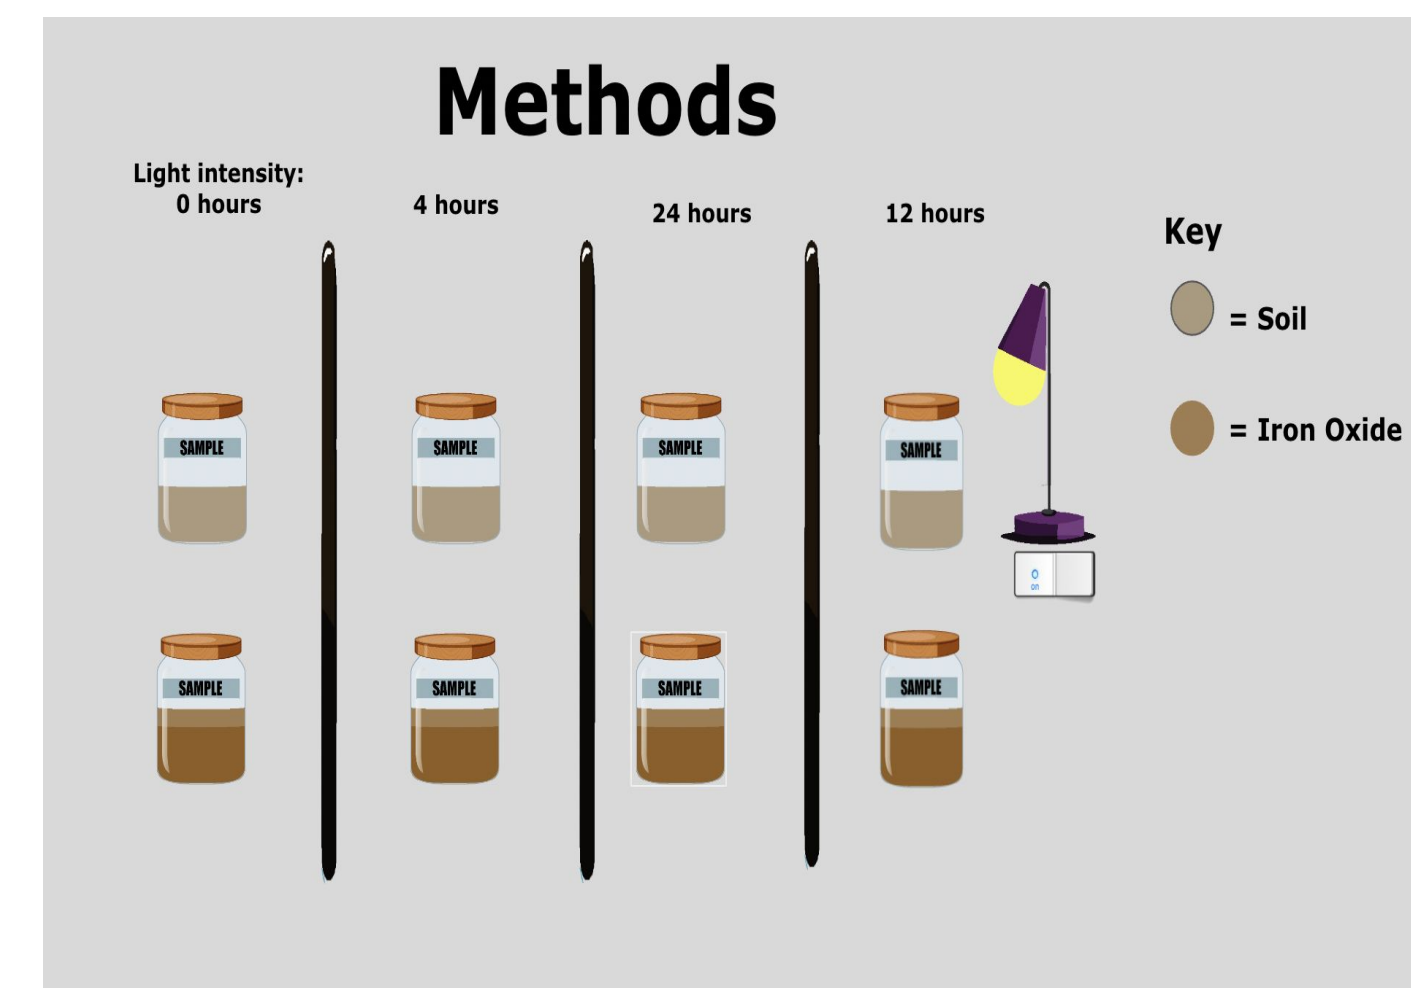 Methods
Light intensity:
0 hours
4 hours
24 hours
12 hours
Key
= Soil
= Iron Oxide
SAMPLE
SAMPLE
SAMPLE
SAMPLE
on
SAMPLE
SAMPLE
SAMPLE
SAMPLE